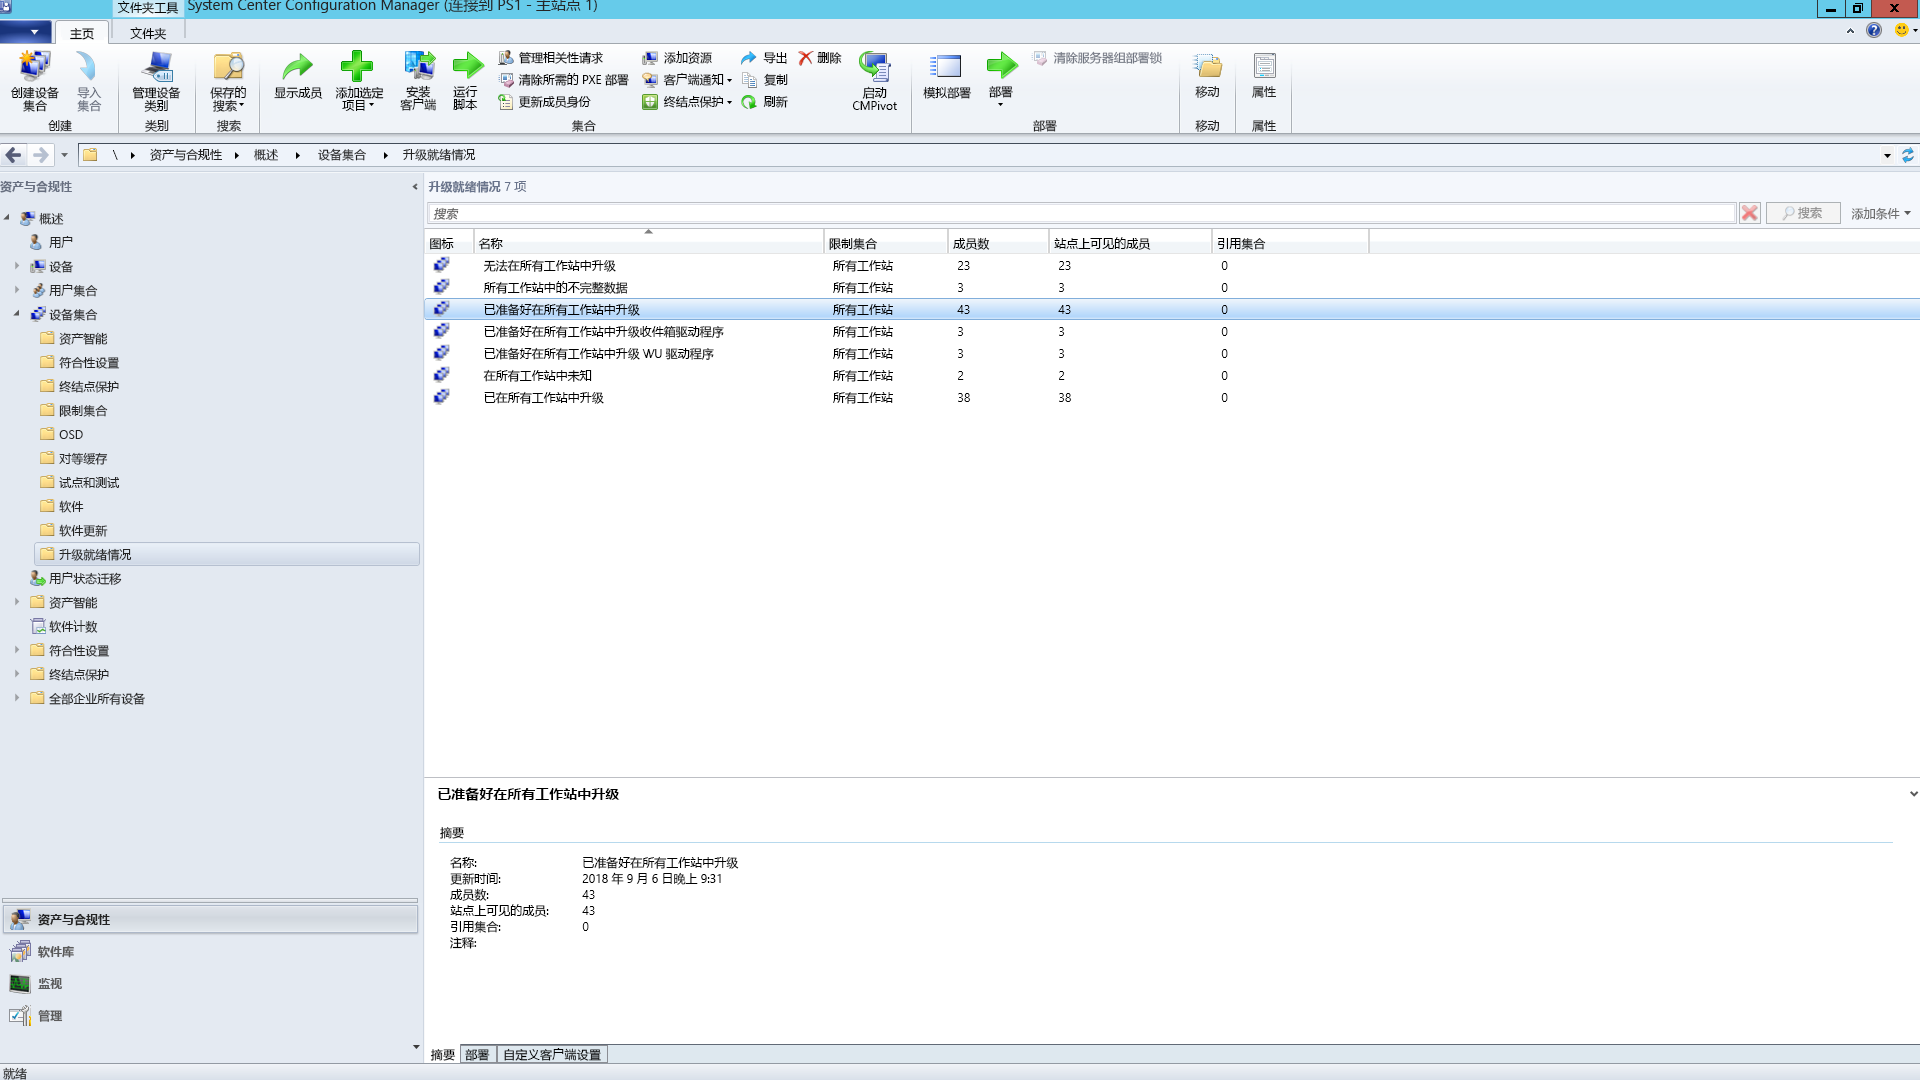 文件夹工具 System Center Configuration Manager (连接到 PS1 - 主站点 1)
主页 文件夹
创建设备集合
导入集合
创建
管理设备类别
类别
保存的搜索
搜索
显示成员
添加选定项目
安装客户端
运行脚本
管理相关性请求
清除所需的 PXE 部署
更新成员身份
添加资源
客户端通知
终结点保护
导出
复制
刷新
删除
启动 CMPivot
集合
模拟部署
部署
清除服务器组部署锁
部署
移动
移动
属性
属性
\ 资产与合规性 概述 设备集合 升级就绪情况
资产与合规性
概述
用户
设备
用户集合
设备集合
资产智能
符合性设置
终结点保护
限制集合
OSD
对等缓存
试点和测试
软件
软件更新
升级就绪情况
用户状态迁移
资产智能
软件计数
符合性设置
终结点保护
全部企业所有设备
资产与合规性
软件库
监视
管理
就绪
升级就绪情况 7 项
搜索 搜索 添加条件
图标 名称 限制集合 成员数 站点上可见的成员 引用集合
无法在所有工作站中升级 所有工作站 23 23 0
所有工作站中的不完整数据 所有工作站 3 3 0
已准备好在所有工作站中升级 所有工作站 43 43 0
已准备好在所有工作站中升级收件箱驱动程序 所有工作站 3 3 0
已准备好在所有工作站中升级 WU 驱动程序 所有工作站 3 3 0
在所有工作站中未知 所有工作站 2 2 0
已在所有工作站中升级 所有工作站 38 38 0
已准备好在所有工作站中升级
摘要
名称: 已准备好在所有工作站中升级
更新时间: 2018 年 9 月 6 日晚上 9:31
成员数: 43
站点上可见的成员: 43
引用集合: 0
注释:
摘要 部署 自定义客户端设置